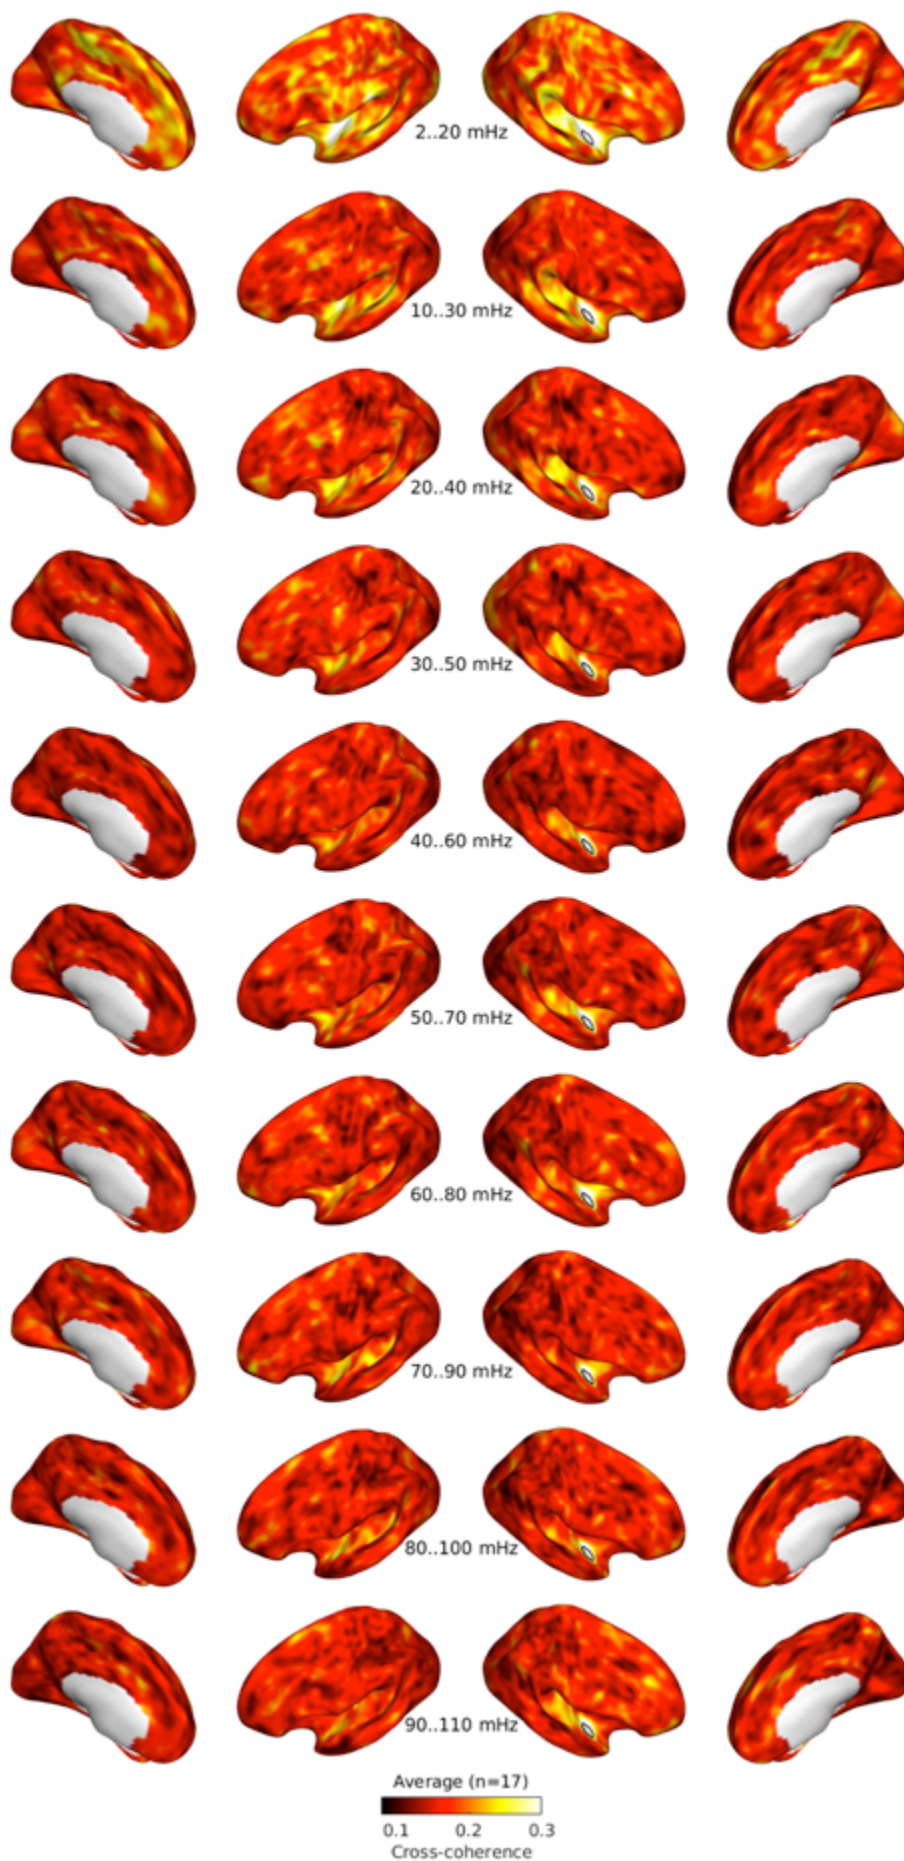 2..20 mHz
10..30 mHz
20..40 mHz
30..50 mHz
40..60 mHz
50..70 mHz
60..80 mHz
70..90 mHz
80..100 mHz
90..110 mHz
Average (n=17)
0.1 0.2 0.3
Cross-coherence